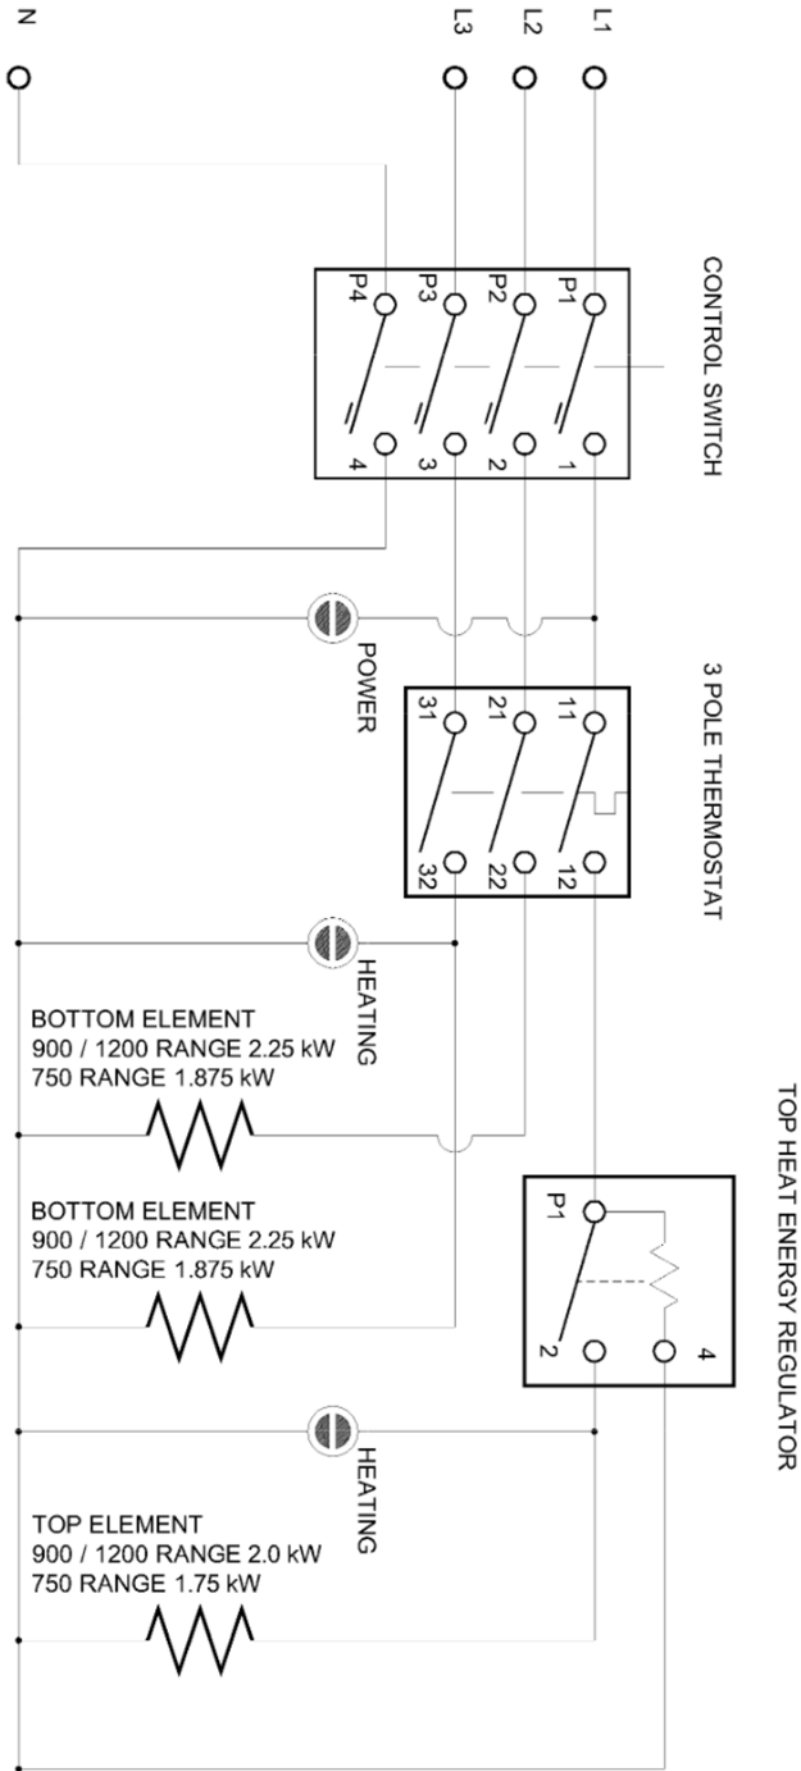 N
L3
L2
L1
CONTROL SWITCH
P4
P3
P2
P1
4
3
2
1
POWER
3 POLE THERMOSTAT
31
21
11
32
22
12
HEATING
BOTTOM ELEMENT
900 / 1200 RANGE 2.25 kW
750 RANGE 1.875 kW
TOP HEAT ENERGY REGULATOR
BOTTOM ELEMENT
900 / 1200 RANGE 2.25 kW
750 RANGE 1.875 kW
P1
2
4
HEATING
TOP ELEMENT
900 / 1200 RANGE 2.0 kW
750 RANGE 1.75 kW